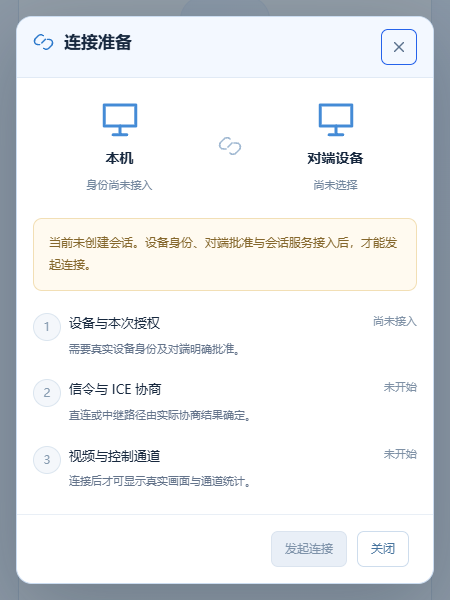 连接准备
本机
对端设备
身份尚未接入
尚未选择
当前未创建会话。设备身份、对端批准与会话服务接入后，才能发
起连接。
1
设备与本次授权
尚未接入
需要真实设备身份及对端明确批准。
2
信令与 ICE 协商
未开始
直连或中继路径由实际协商结果确定。
3
视频与控制通道
未开始
连接后才可显示真实画面与通道统计。
发起连接
关闭